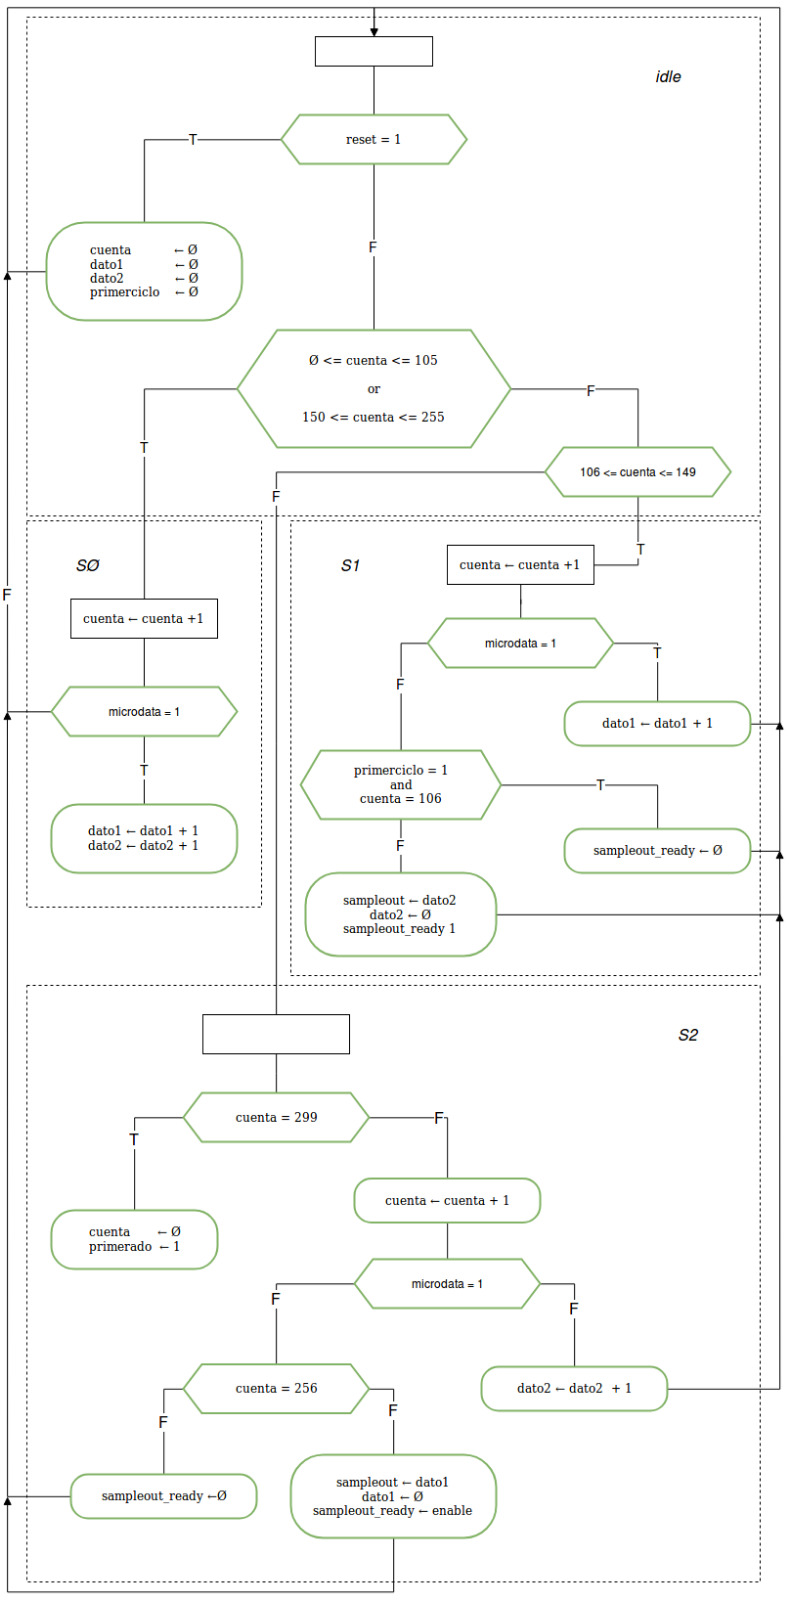 idle
reset = 1
T
F
cuenta ← Ø
dato1 ← Ø
dato2 ← Ø
primerciclo ← Ø
Ø <= cuenta <= 105
or
150 <= cuenta <= 255
F
T
106 <= cuenta <= 149
F
T
F
SØ
cuenta ← cuenta +1
microdata = 1
T
dato1 ← dato1 + 1
dato2 ← dato2 + 1
S1
cuenta ← cuenta +1
microdata = 1
T
F
dato1 ← dato1 + 1
primerciclo = 1
and
cuenta = 106
T
F
sampleout_ready ← Ø
sampleout ← dato2
dato2 ← Ø
sampleout_ready 1
S2
cuenta = 299
T
F
cuenta ← Ø
primerado ← 1
cuenta ← cuenta + 1
microdata = 1
F
F
cuenta = 256
dato2 ← dato2 + 1
F
F
sampleout_ready ←Ø
sampleout ← dato1
dato1 ← Ø
sampleout_ready ← enable